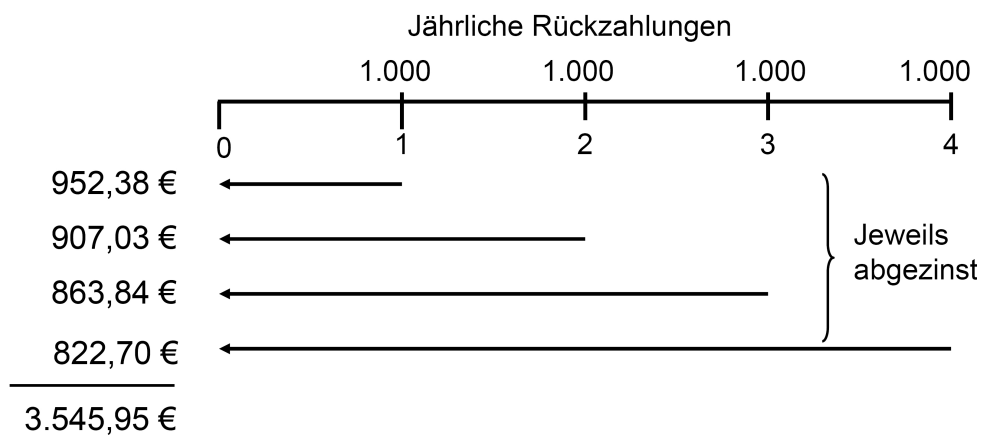 Jährliche Rückzahlungen
1.000 1.000 1.000 1.000
0 1 2 3 4
952,38 €
907,03 €
863,84 €
822,70 €
3.545,95 €
Jeweils
abgezinst